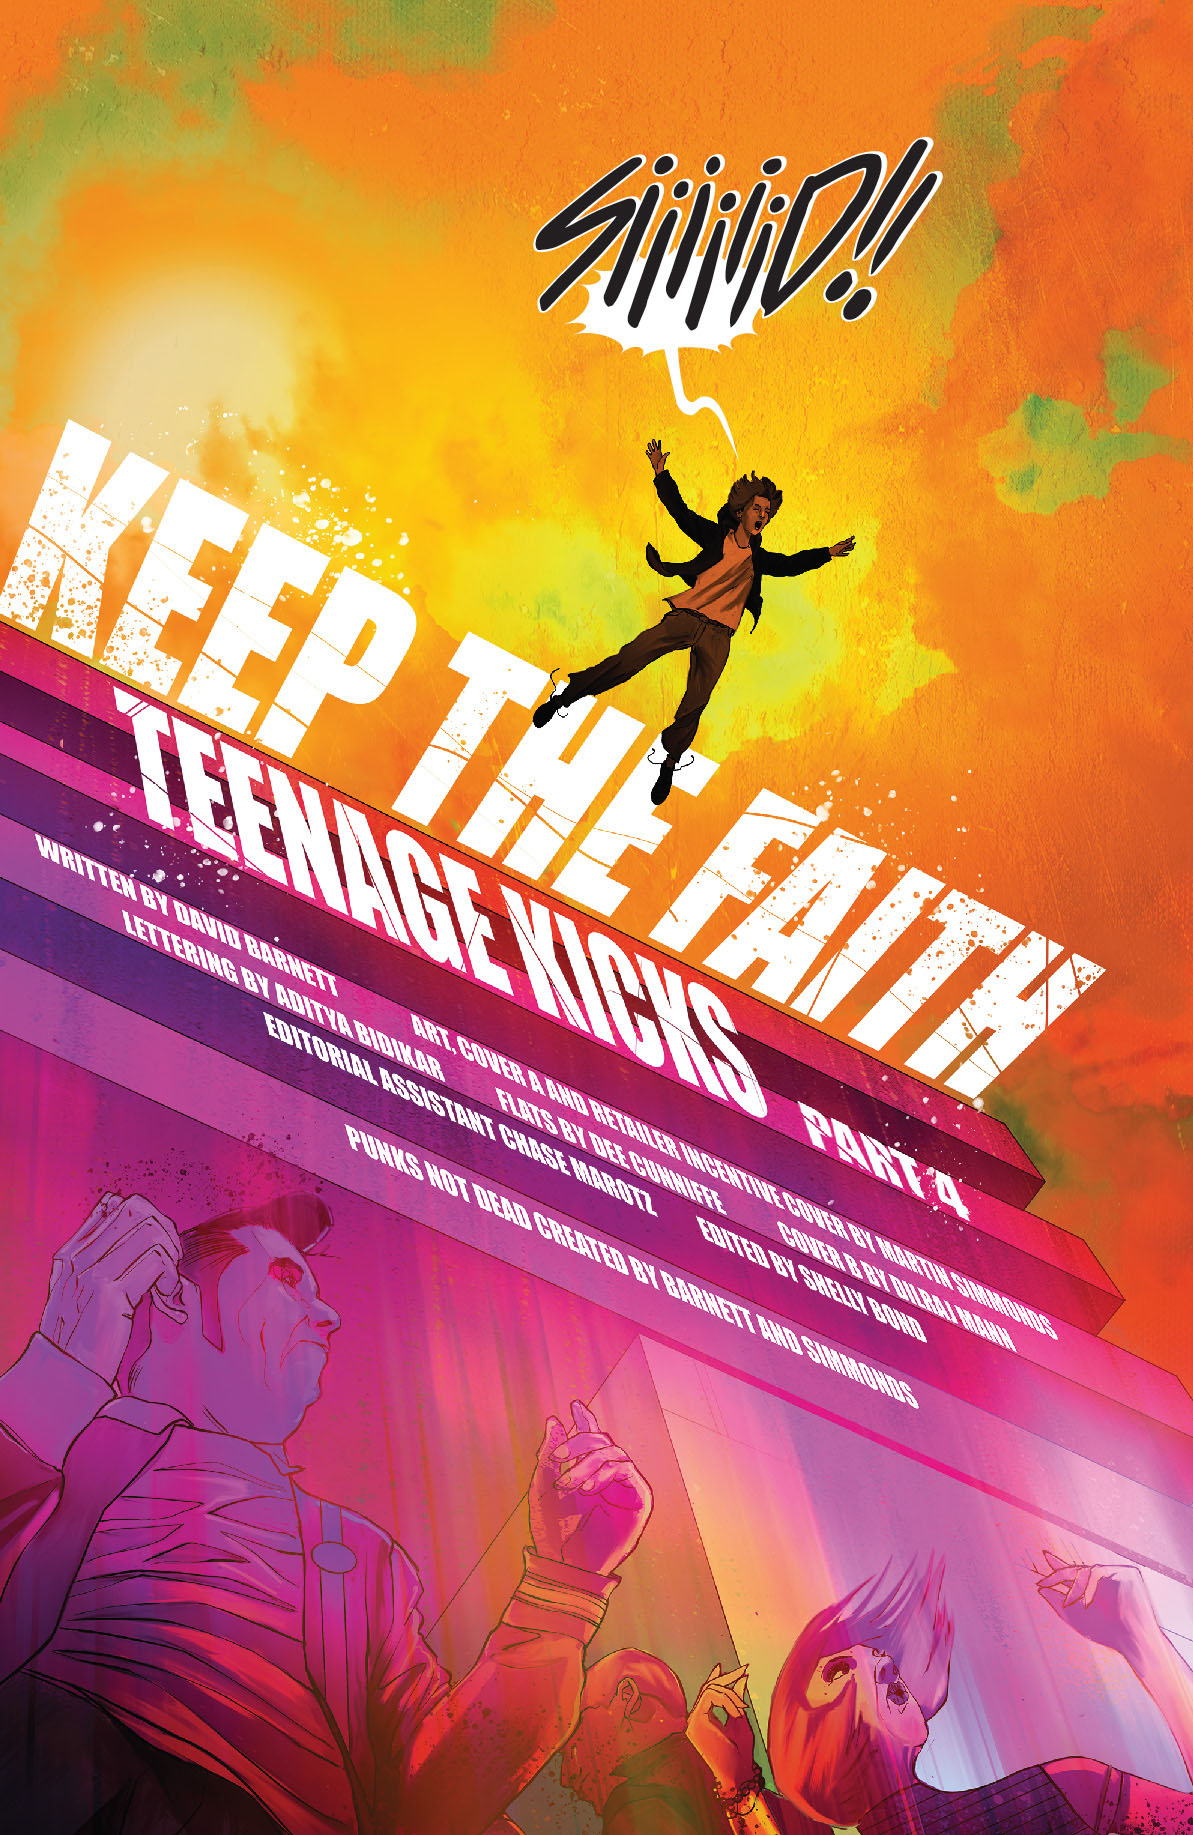 SiiiiiD!!
KEEP THE FAITH
TEENAGE KICKS PART 4
WRITTEN BY DAVID BARNETT ART, COVER A AND RETAILER INCENTIVE COVER BY MARTIN SIMMONDS
LETTERING BY ADITYA BIDIKAR FLATS BY DEE CUNNIFFE COVER B BY DILRAJ MANN
EDITORIAL ASSISTANT CHASE MAROTZ EDITED BY SHELLY BOND
PUNKS NOT DEAD CREATED BY BARNETT AND SIMMONDS